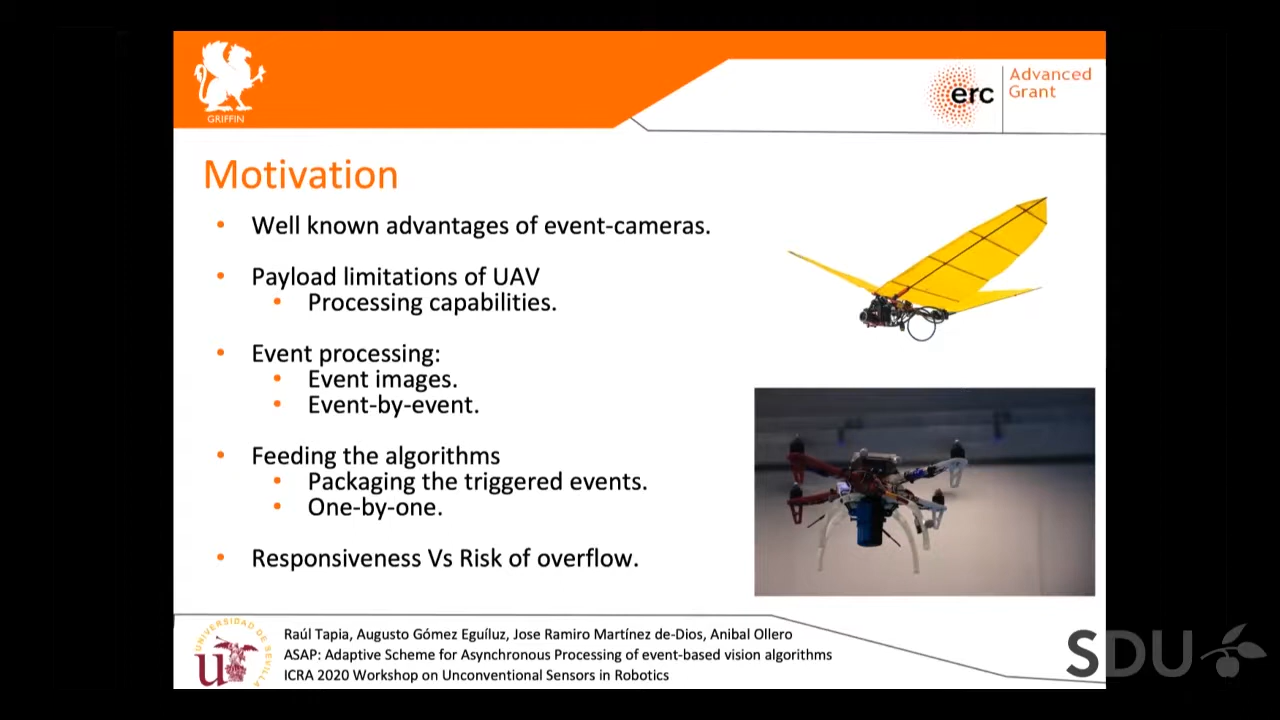 GRIFFIN
erc
Advanced
Grant
Motivation
• Well known advantages of event-cameras.
• Payload limitations of UAV
• Processing capabilities.
• Event processing:
• Event images.
• Event-by-event.
• Feeding the algorithms
• Packaging the triggered events.
• One-by-one.
• Responsiveness Vs Risk of overflow.
UNIVERSIDAD DE SEVILLA
Raúl Tapia, Augusto Gómez Eguíluz, Jose Ramiro Martínez de-Dios, Anibal Ollero
ASAP: Adaptive Scheme for Asynchronous Processing of event-based vision algorithms
ICRA 2020 Workshop on Unconventional Sensors in Robotics
SDU